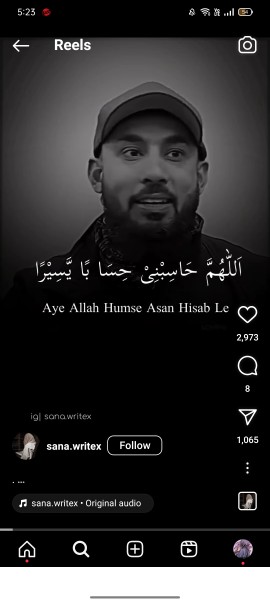 5:23
Reels
اَللّٰهُمَّ حَاسِبْنِیْ حِسَا بًا يَّسِيْرًا
Aye Allah Humse Asan Hisab Le
2,973
8
ig| sana.writex
1,065
sana.writex
Follow
. ...
sana.writex • Original audio